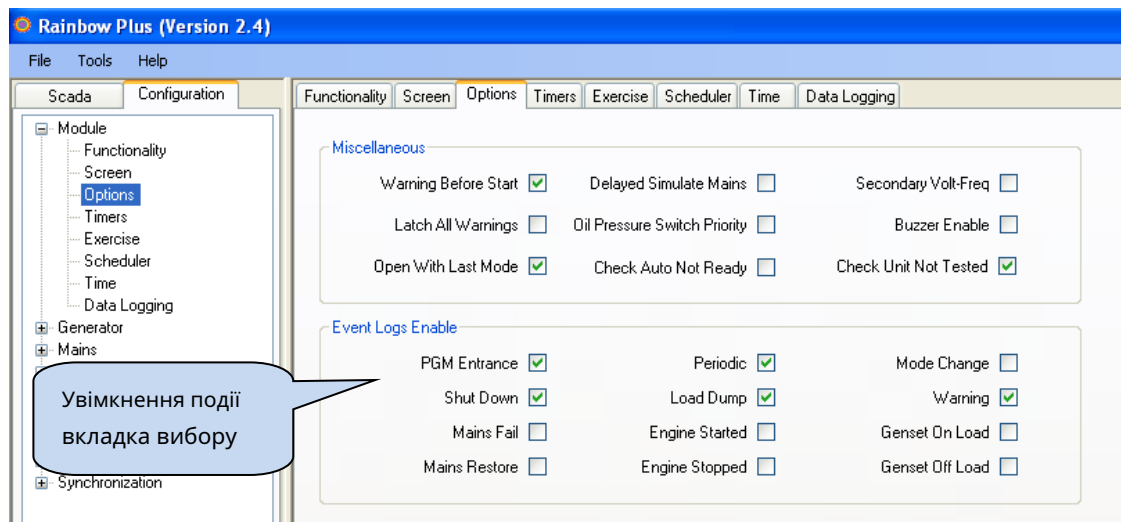 Rainbow Plus (Version 2.4)
File Tools Help
Scada Configuration
Functionality Screen Options Timers Exercise Scheduler Time Data Logging
Module
Functionality
Screen
Options
Timers
Exercise
Scheduler
Time
Data Logging
Generator
Mains
Synchronization
Увімкнення події
вкладка вибору
Miscellaneous
Warning Before Start Delayed Simulate Mains Secondary Volt-Freq
Latch All Warnings Oil Pressure Switch Priority Buzzer Enable
Open With Last Mode Check Auto Not Ready Check Unit Not Tested
Event Logs Enable
PGM Entrance Periodic Mode Change
Shut Down Load Dump Warning
Mains Fail Engine Started Genset On Load
Mains Restore Engine Stopped Genset Off Load